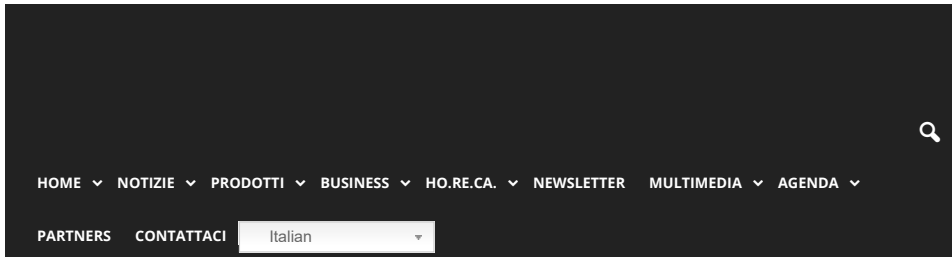 HOME NOTIZIE PRODOTTI BUSINESS HO.RE.CA. NEWSLETTER MULTIMEDIA AGENDA
PARTNERS CONTATTACI Italian